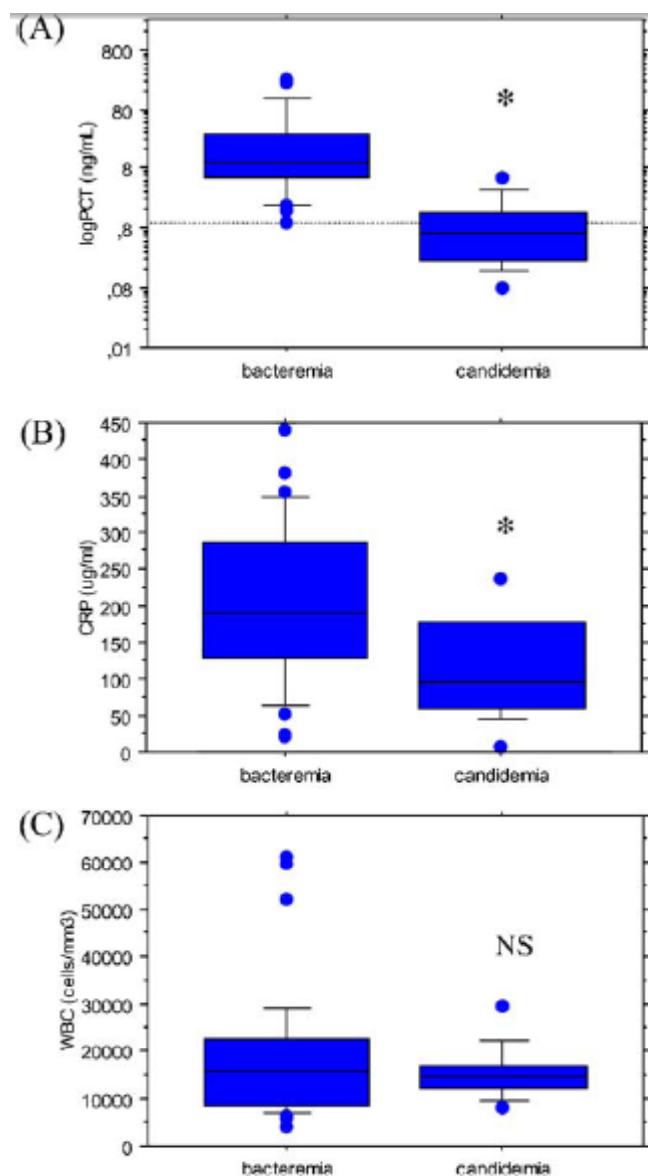 (A)
800
80
8
,8
,08
,01
logPCT (ng/mL)
*
bacteremia candidemia
(B)
450
400
350
300
250
200
150
100
50
0
CRP (ug/ml)
*
bacteremia candidemia
(C)
70000
60000
50000
40000
30000
20000
10000
0
WBC (cells/mm3)
NS
bacteremia candidemia